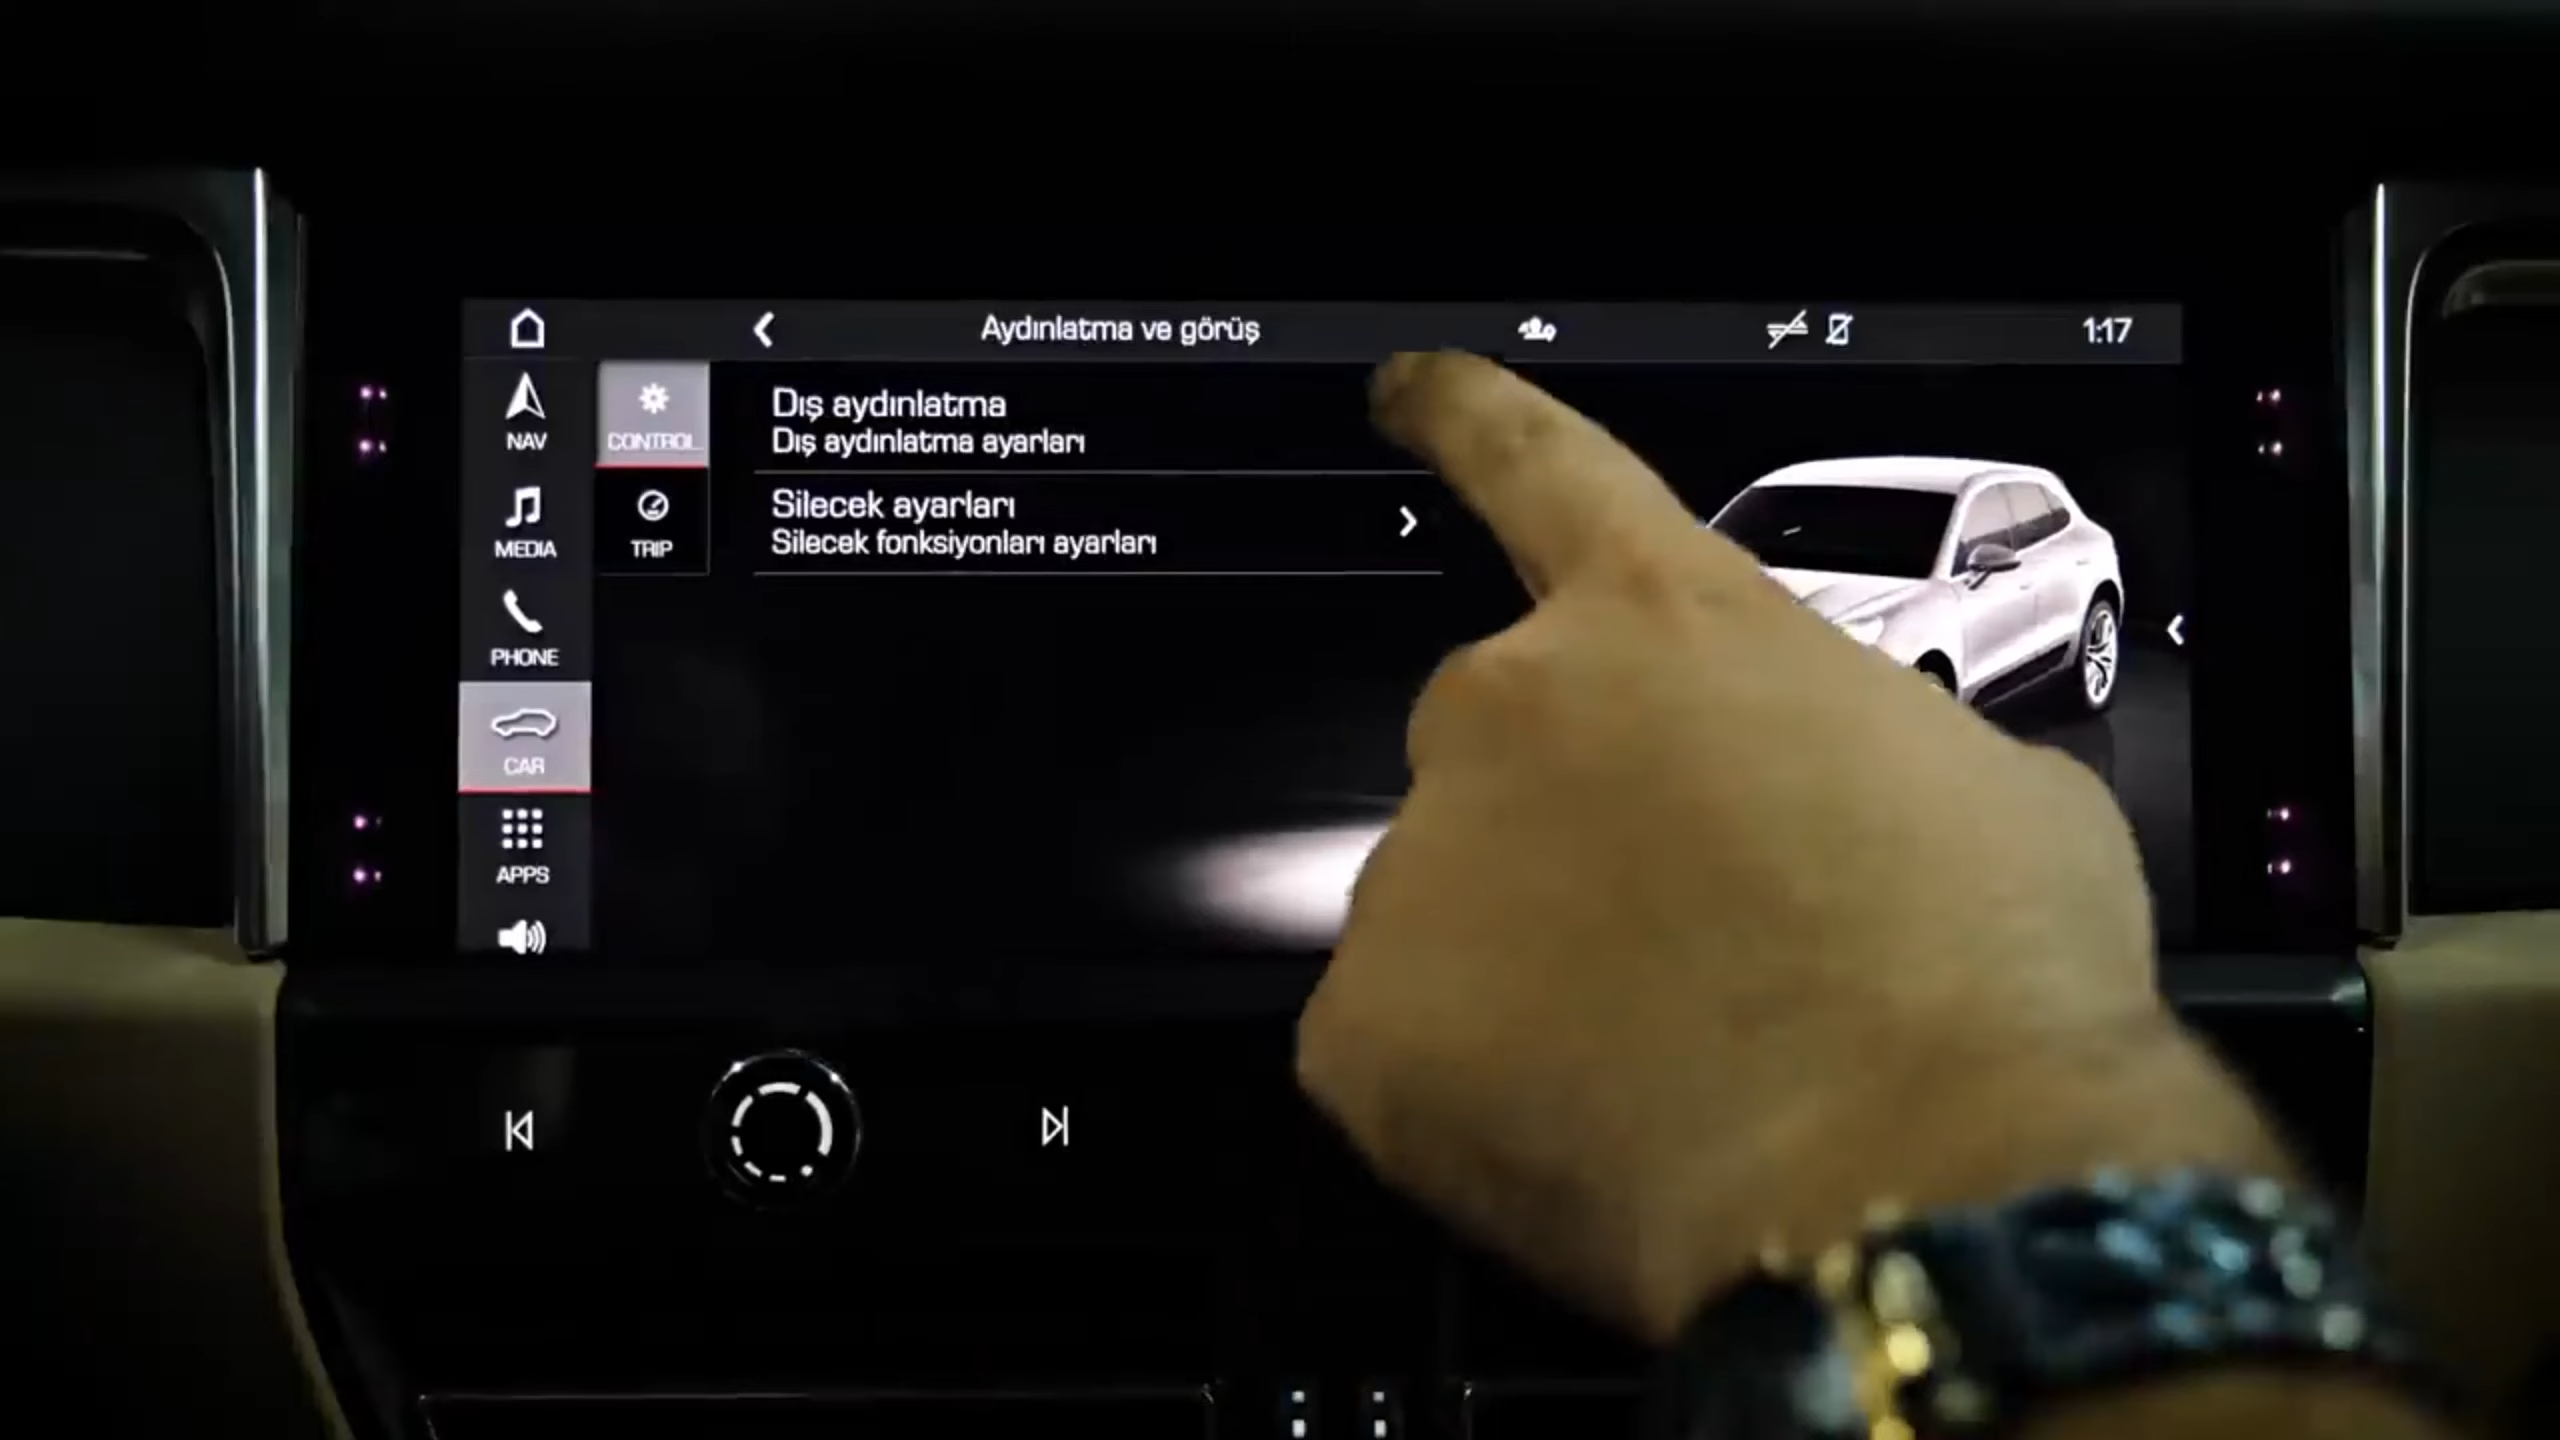 Aydınlatma ve görüş
1:17
NAV
CONTROL
Dış aydınlatma
Dış aydınlatma ayarları
MEDIA
TRIP
Silecek ayarları
Silecek fonksiyonları ayarları
PHONE
CAR
APPS